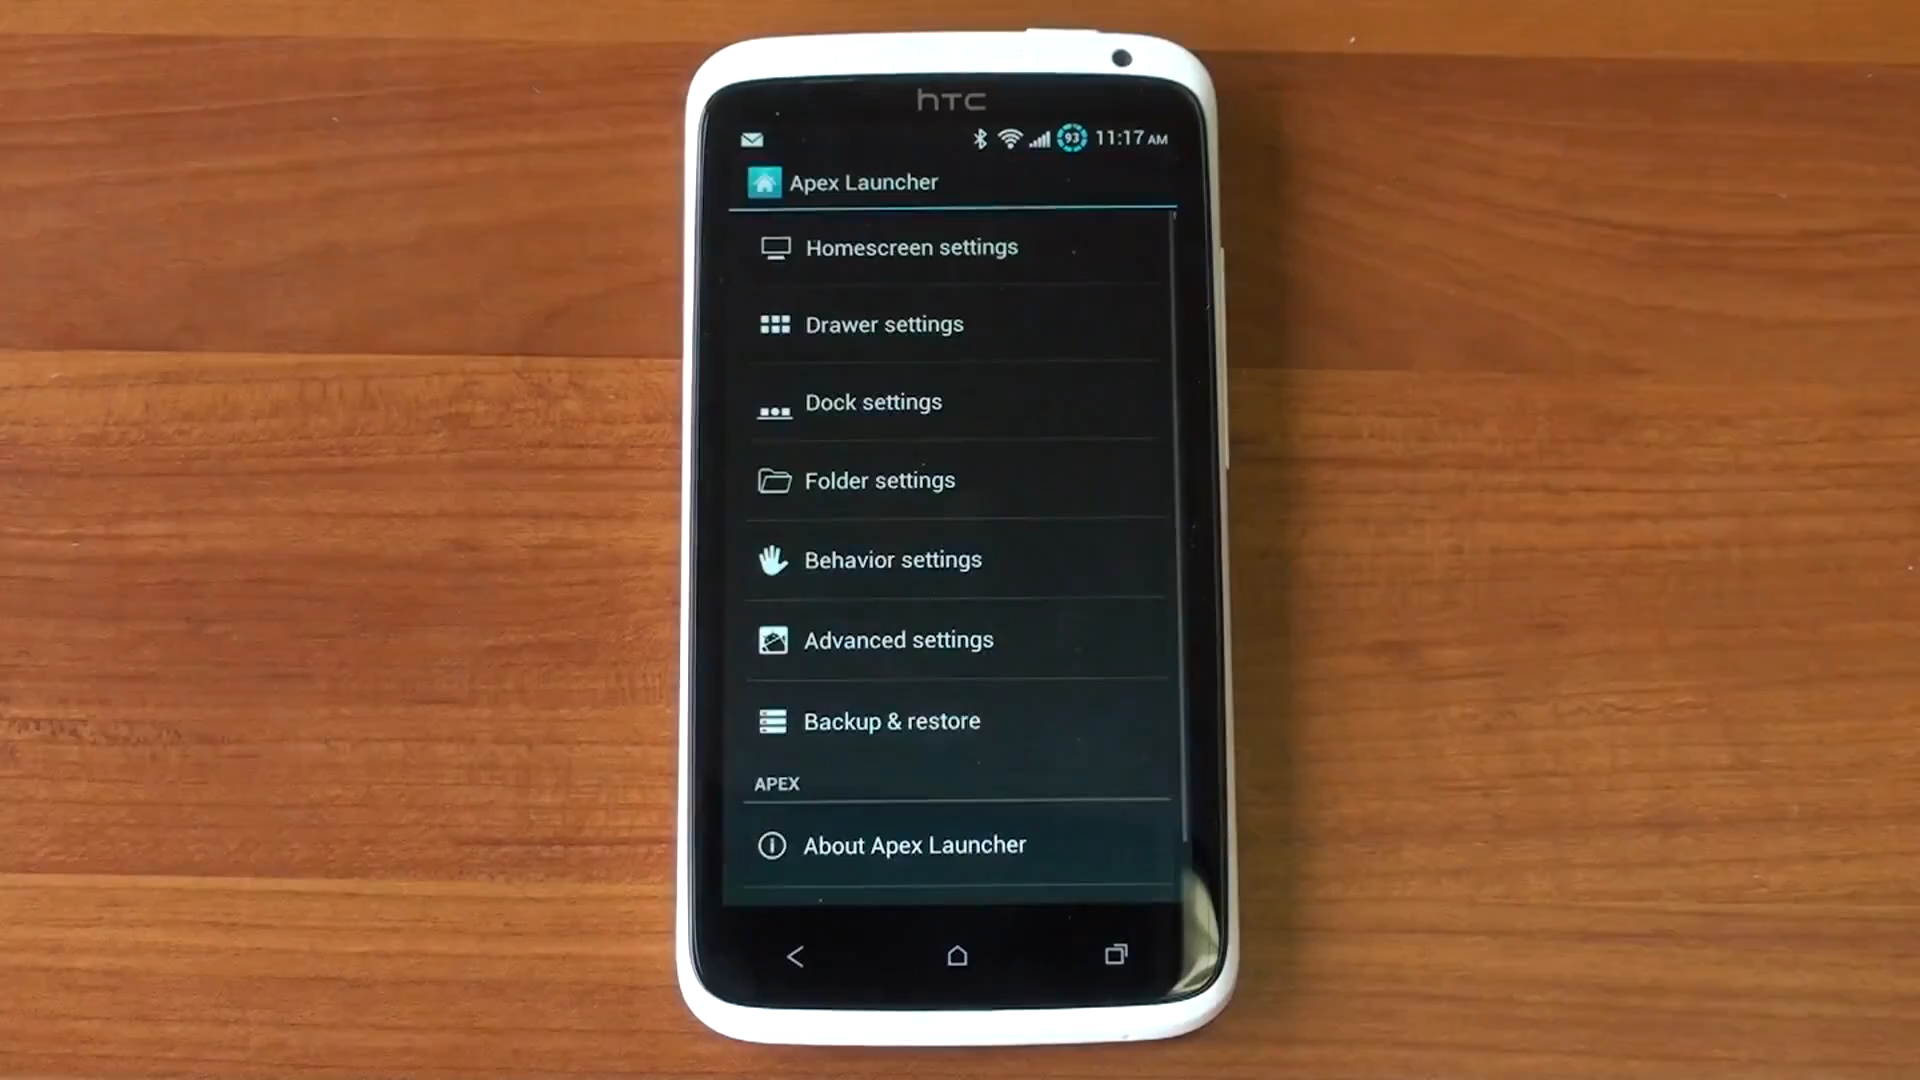 hTC
93 11:17 AM
Apex Launcher
Homescreen settings
Drawer settings
Dock settings
Folder settings
Behavior settings
Advanced settings
Backup & restore
APEX
About Apex Launcher